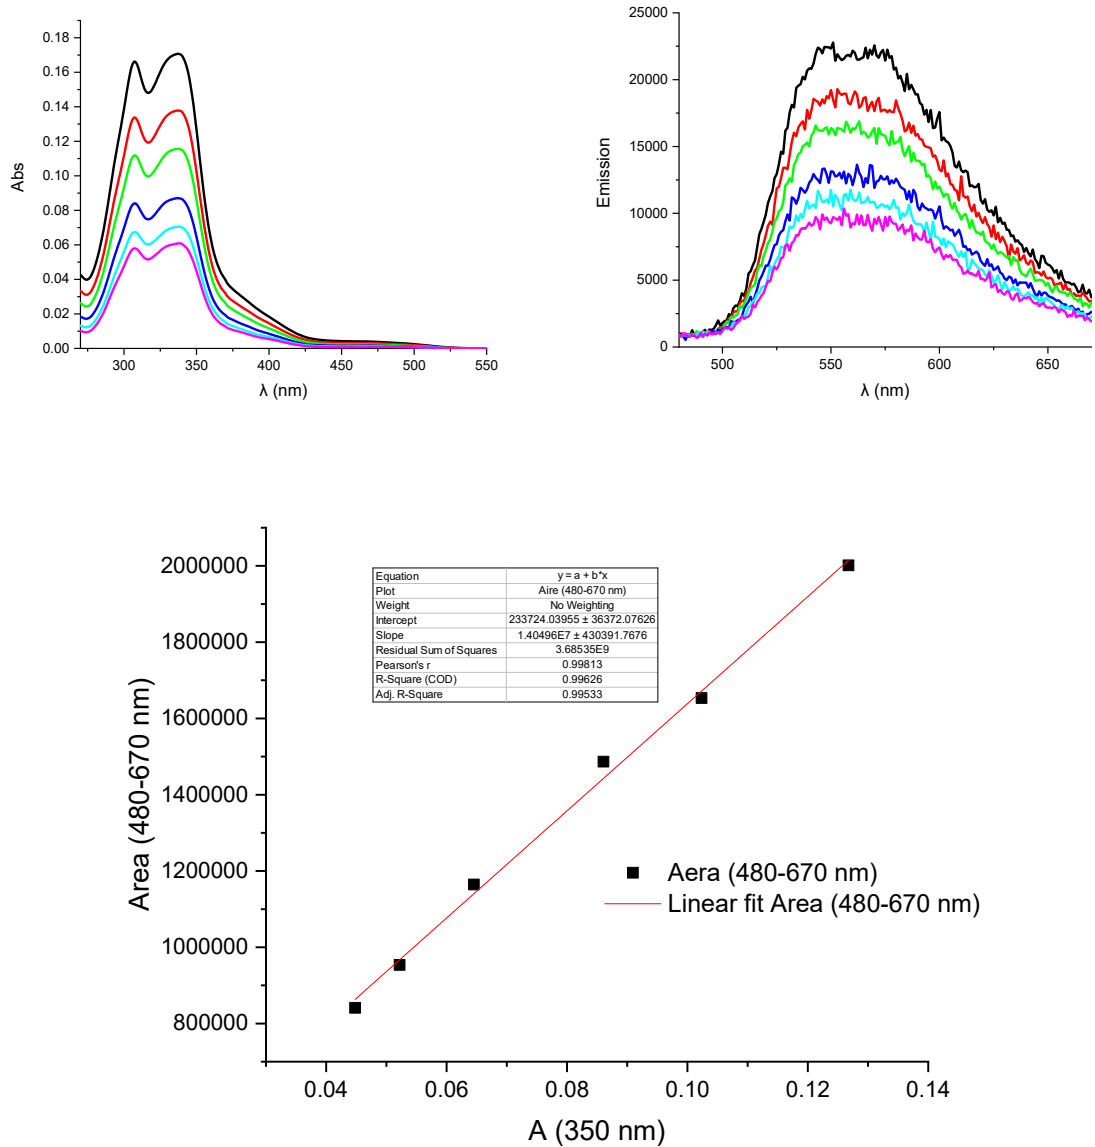 0.18
0.16
0.14
0.12
0.10
0.08
0.06
0.04
0.02
0.00
Abs
300 350 400 450 500 550
λ (nm)
25000
20000
15000
10000
5000
0
Emission
500 550 600 650
λ (nm)
2000000
1800000
1600000
1400000
1200000
1000000
800000
Area (480-670 nm)
Equation y = a + b*x
Plot Aire (480-670 nm)
Weight No Weighting
Intercept 233724.03955 ± 36372.07626
Slope 1.40496E7 ± 430391.7676
Residual Sum of Squares 3.68535E9
Pearson's r 0.99813
R-Square (COD) 0.99626
Adj. R-Square 0.99533
Aera (480-670 nm)
Linear fit Area (480-670 nm)
0.04 0.06 0.08 0.10 0.12 0.14
A (350 nm)